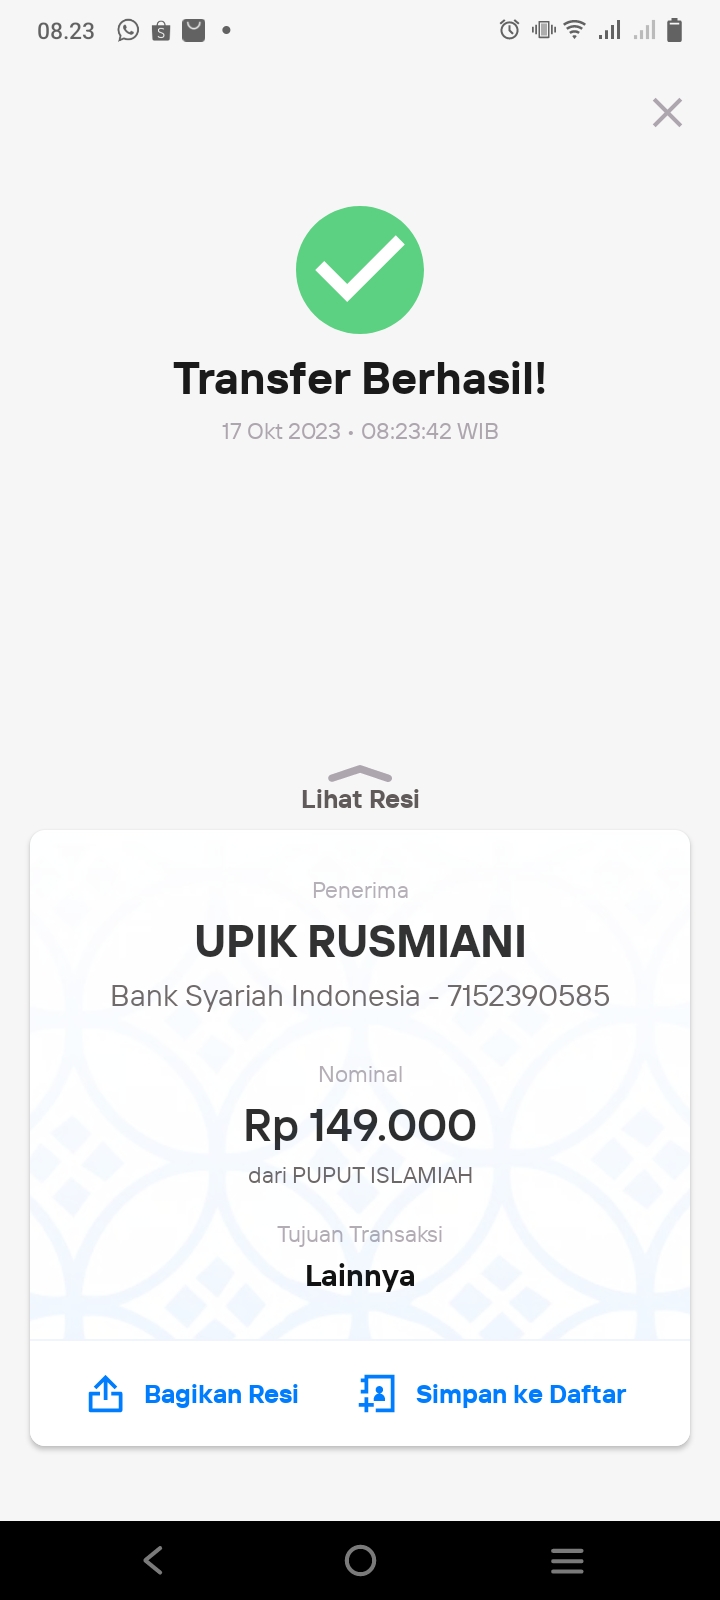 08.23
S
Transfer Berhasil!
17 Okt 2023 • 08:23:42 WIB
Lihat Resi
Penerima
UPIK RUSMIANI
Bank Syariah Indonesia - 7152390585
Nominal
Rp 149.000
dari PUPUT ISLAMIAH
Tujuan Transaksi
Lainnya
Bagikan Resi
Simpan ke Daftar